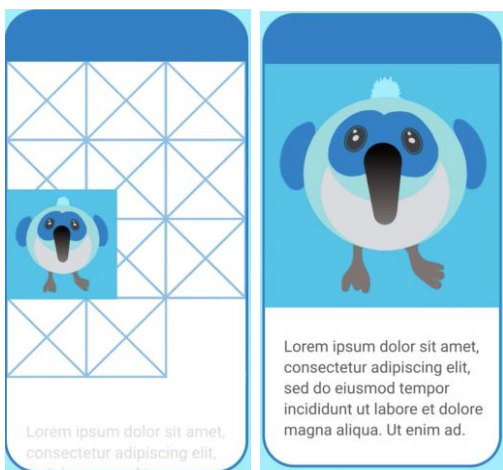 Lorem ipsum dolor sit amet,
consectetur adipiscing elit,
Lorem ipsum dolor sit amet,
consectetur adipiscing elit,
sed do eiusmod tempor
incididunt ut labore et dolore
magna aliqua. Ut enim ad.